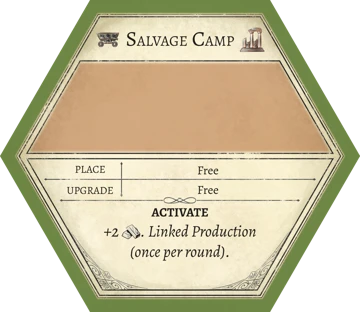 Salvage Camp
PLACE Free
UPGRADE Free
ACTIVATE
+2 . Linked Production
(once per round).